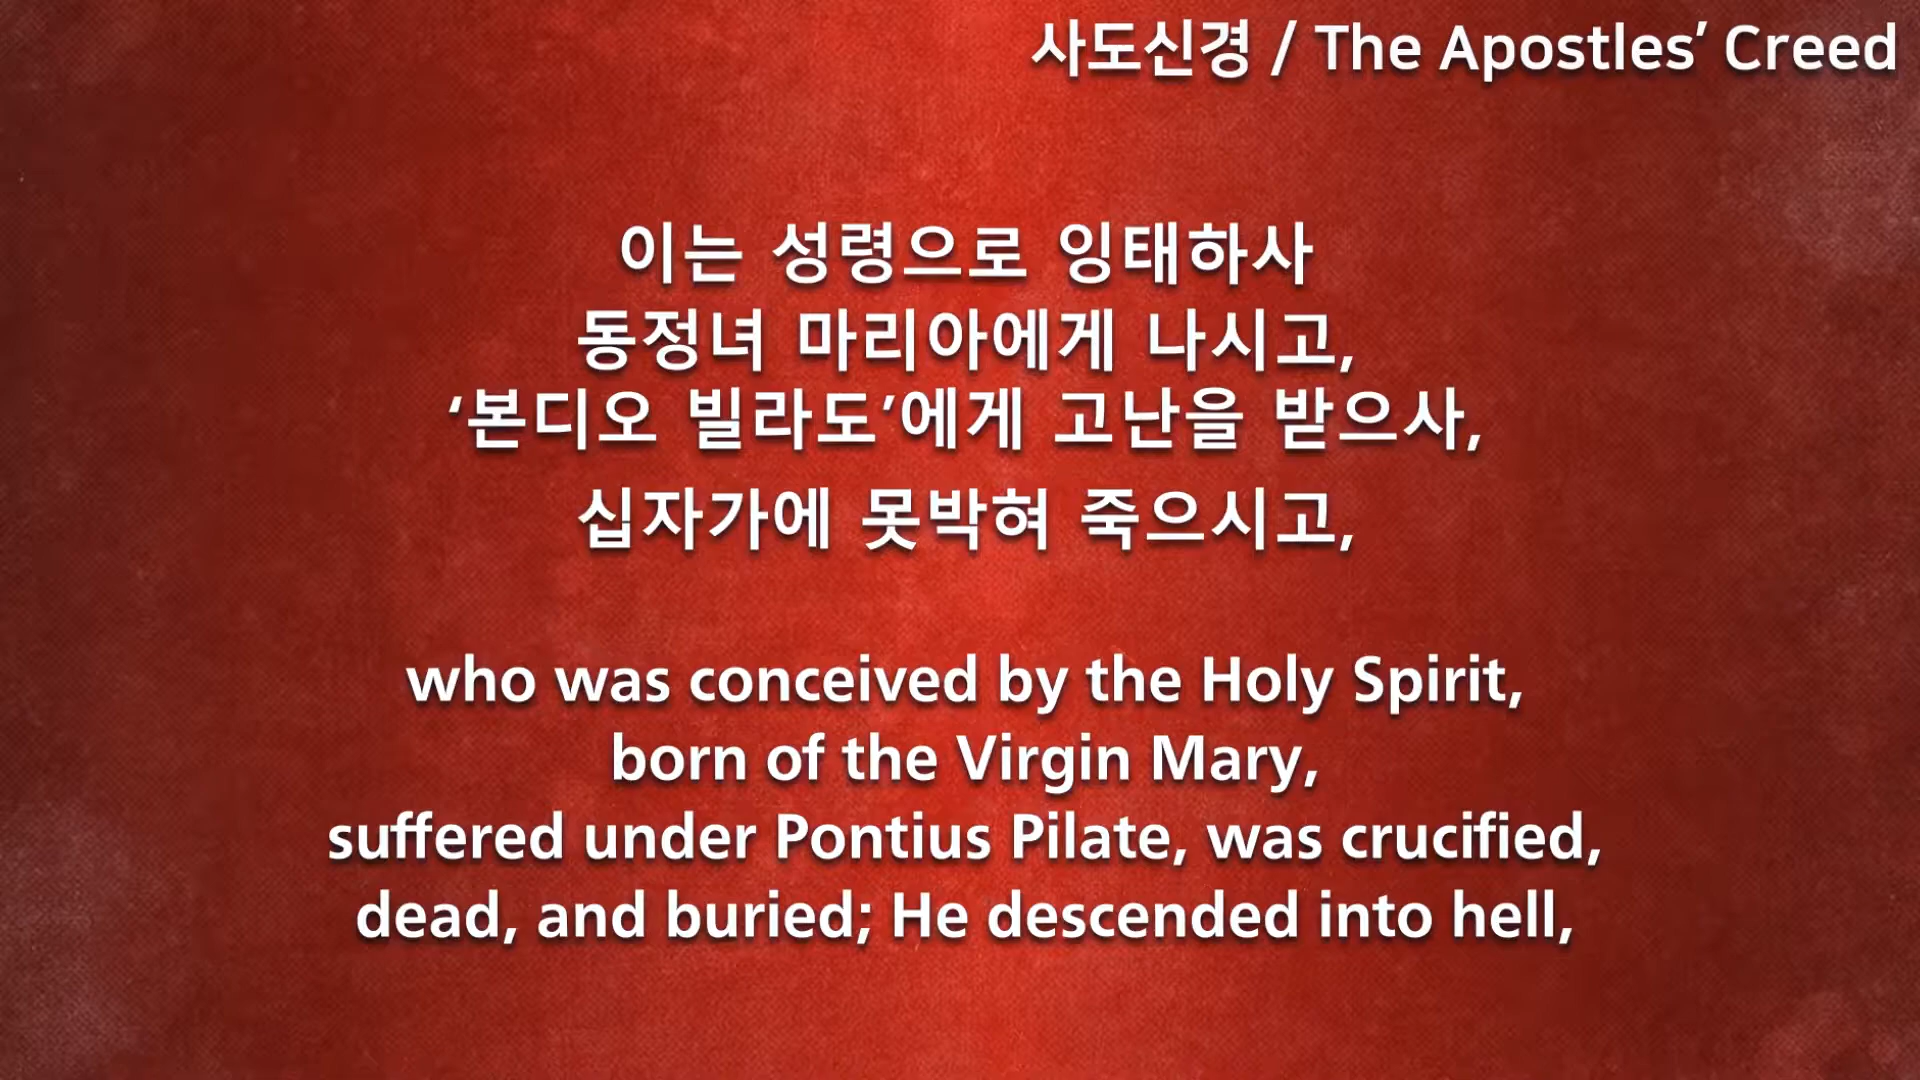 사도신경 / The Apostles’ Creed
이는 성령으로 잉태하사
동정녀 마리아에게 나시고,
‘본디오 빌라도’에게 고난을 받으사,
십자가에 못박혀 죽으시고,
who was conceived by the Holy Spirit,
born of the Virgin Mary,
suffered under Pontius Pilate, was crucified,
dead, and buried; He descended into hell,